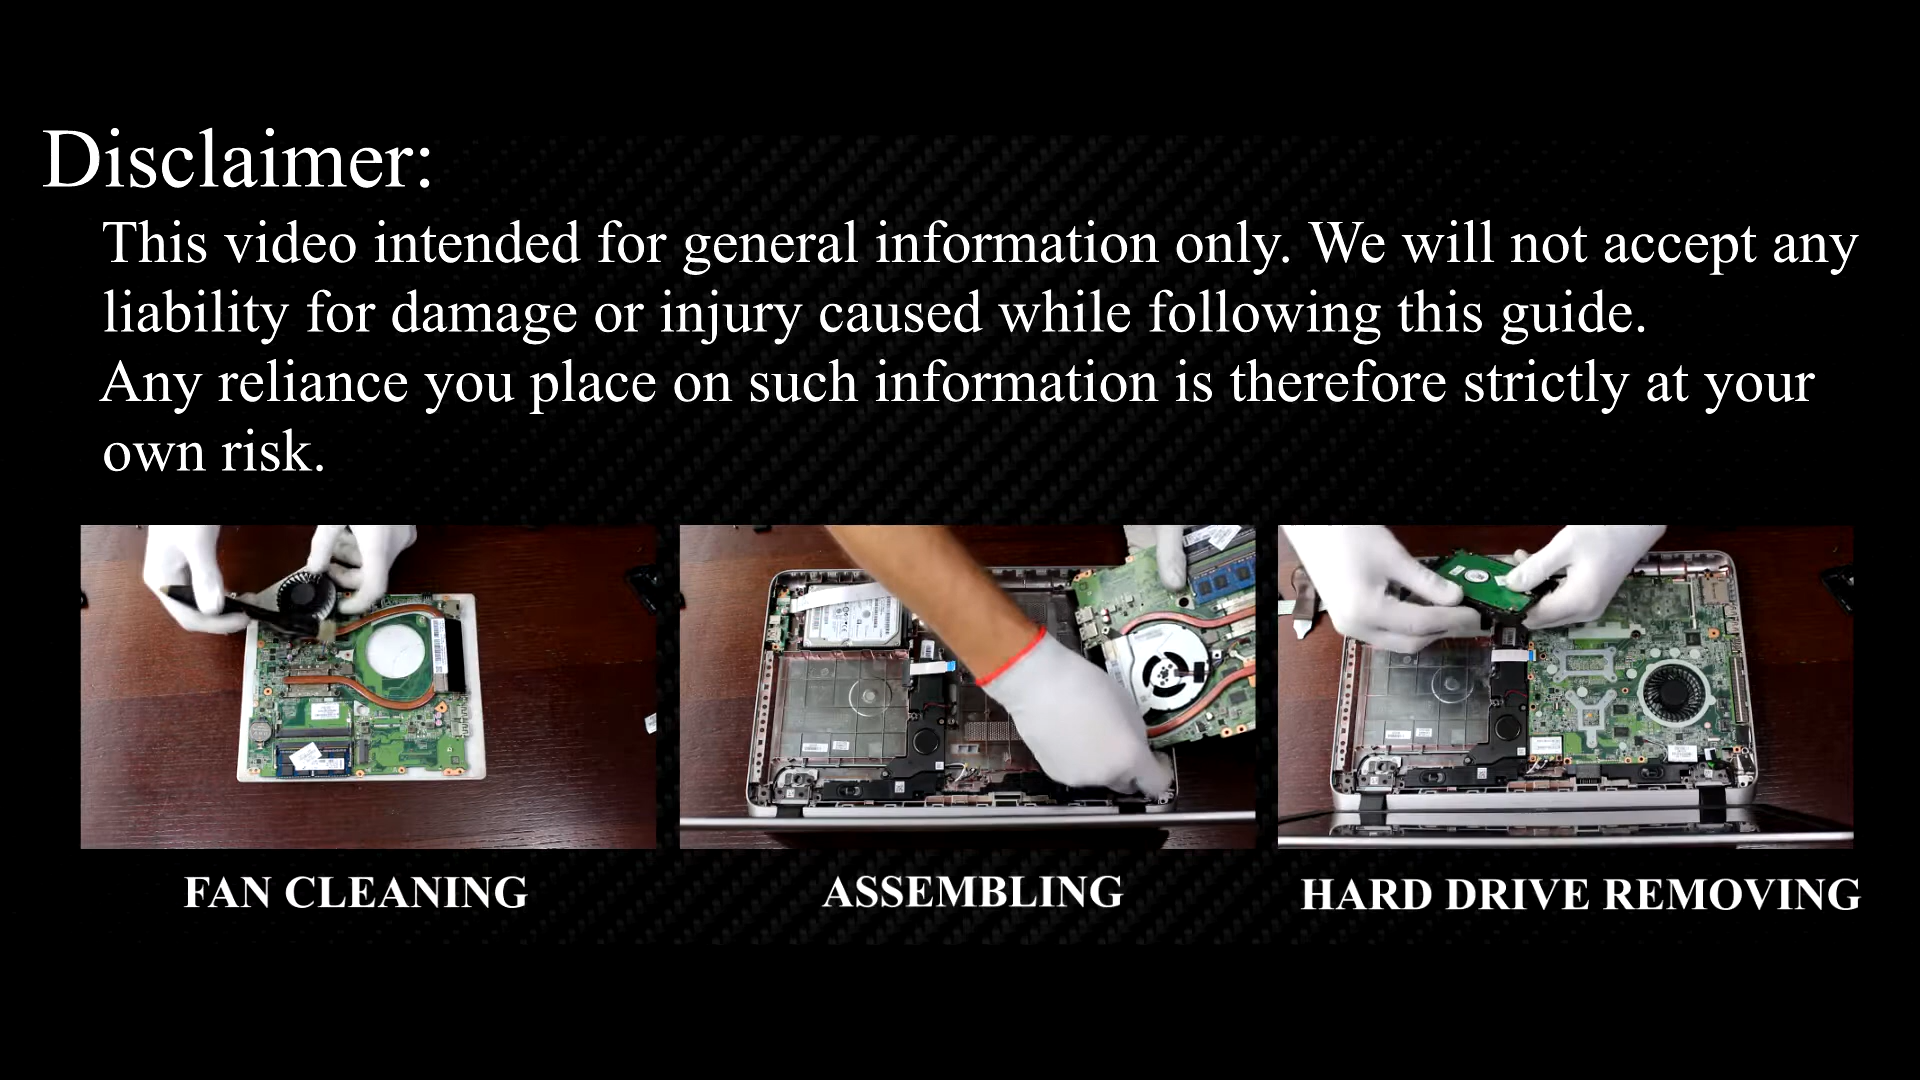 Disclaimer:
This video intended for general information only. We will not accept any
liability for damage or injury caused while following this guide.
Any reliance you place on such information is therefore strictly at your
own risk.
FAN CLEANING
ASSEMBLING
HARD DRIVE REMOVING